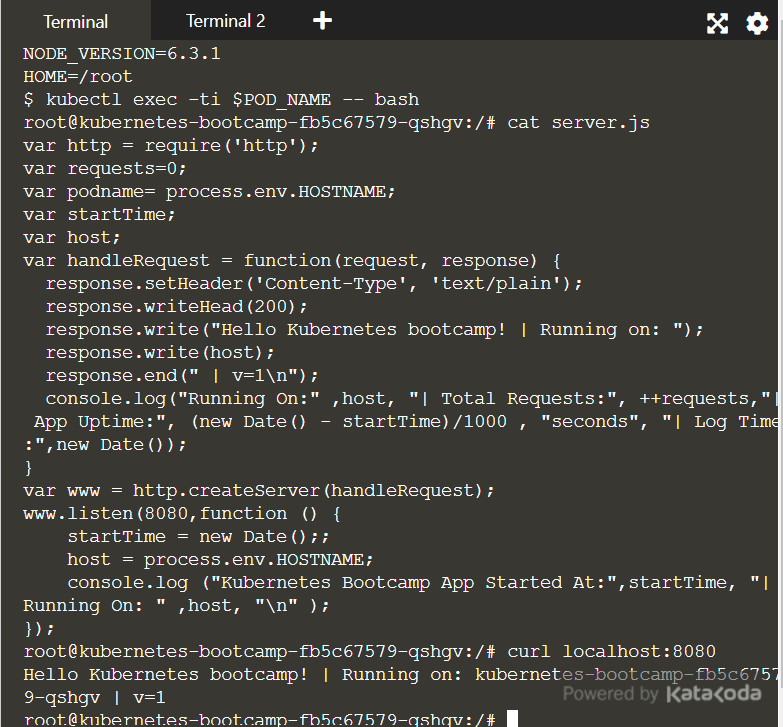 Terminal
Terminal 2
NODE_VERSION=6.3.1
HOME=/root
$ kubectl exec -ti $POD_NAME -- bash
root@kubernetes-bootcamp-fb5c67579-qshgv:/# cat server.js
var http = require('http');
var requests=0;
var podname= process.env.HOSTNAME;
var startTime;
var host;
var handleRequest = function(request, response) {
  response.setHeader('Content-Type', 'text/plain');
  response.writeHead(200);
  response.write("Hello Kubernetes bootcamp! | Running on: ");
  response.write(host);
  response.end(" | v=1\n");
  console.log("Running On:" ,host, "| Total Requests:", ++requests,"|
 App Uptime:", (new Date() - startTime)/1000 , "seconds", "| Log Time
:",new Date());
}
var www = http.createServer(handleRequest);
www.listen(8080,function () {
    startTime = new Date();;
    host = process.env.HOSTNAME;
    console.log ("Kubernetes Bootcamp App Started At:",startTime, "|
Running On: " ,host, "\n" );
});
root@kubernetes-bootcamp-fb5c67579-qshgv:/# curl localhost:8080
Hello Kubernetes bootcamp! | Running on: kubernetes-bootcamp-fb5c6757
9-qshgv | v=1
Powered by Katacoda
root@kubernetes-bootcamp-fb5c67579-qshgv:/#